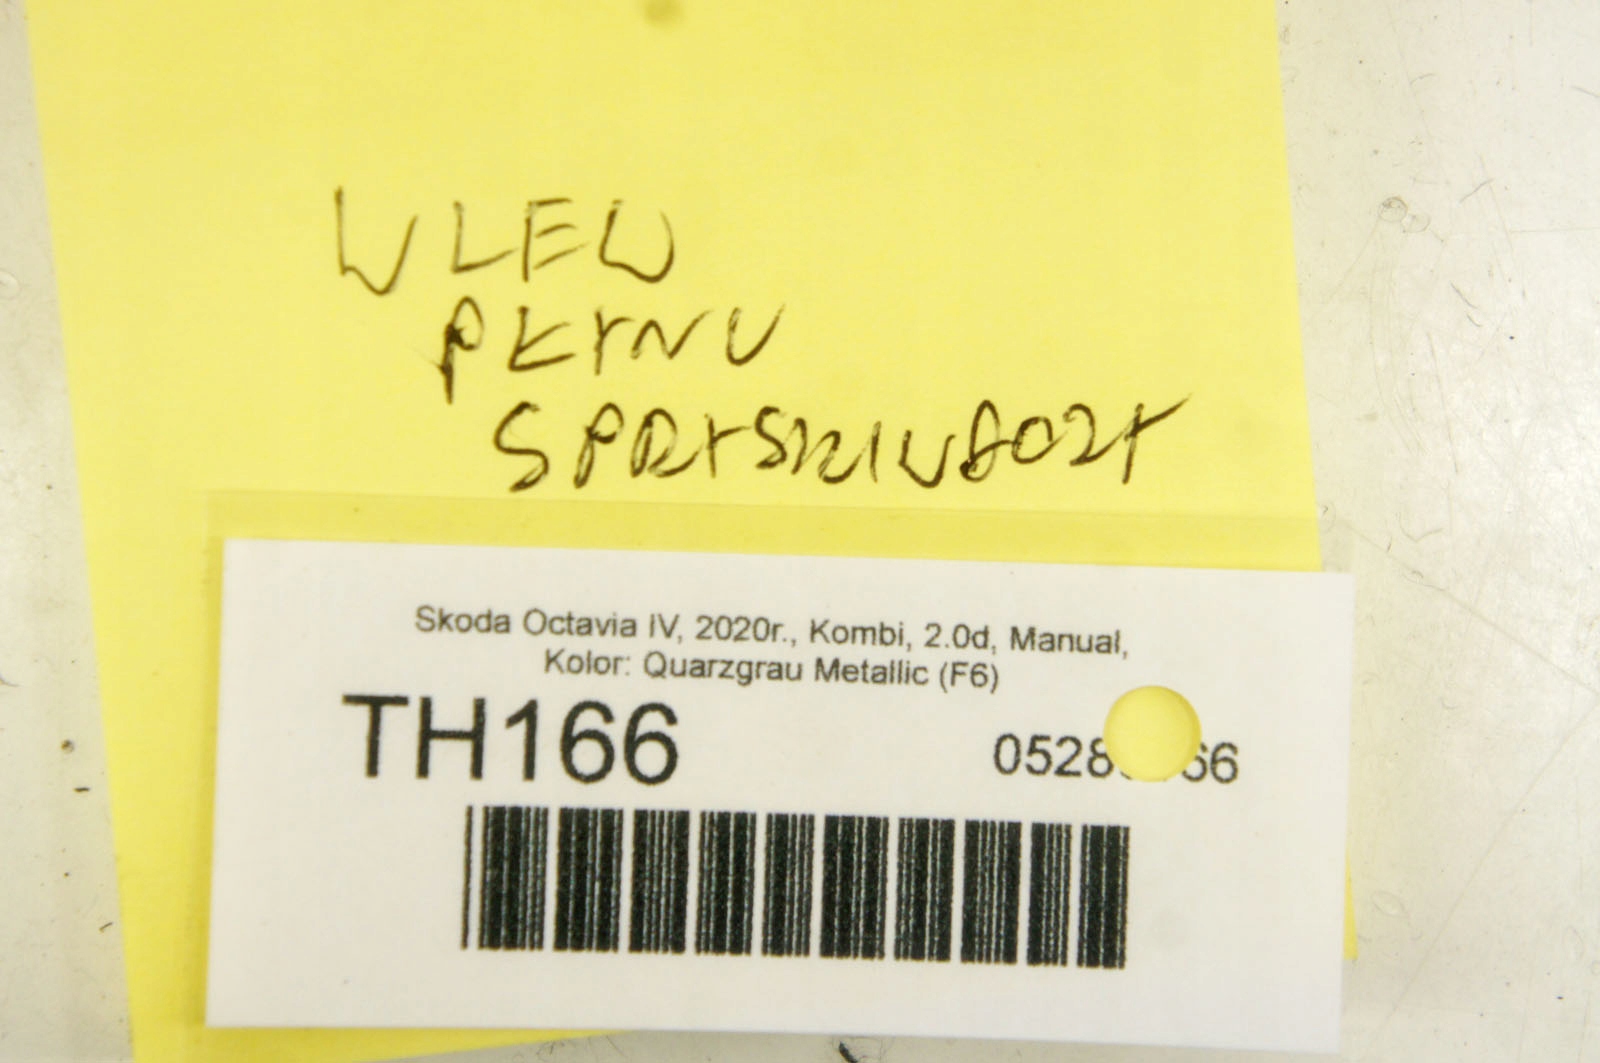 WLEW
PŁYNU
SPRYSKIWACZY
Skoda Octavia IV, 2020r., Kombi, 2.0d, Manual,
Kolor: Quarzgrau Metallic (F6)
TH166